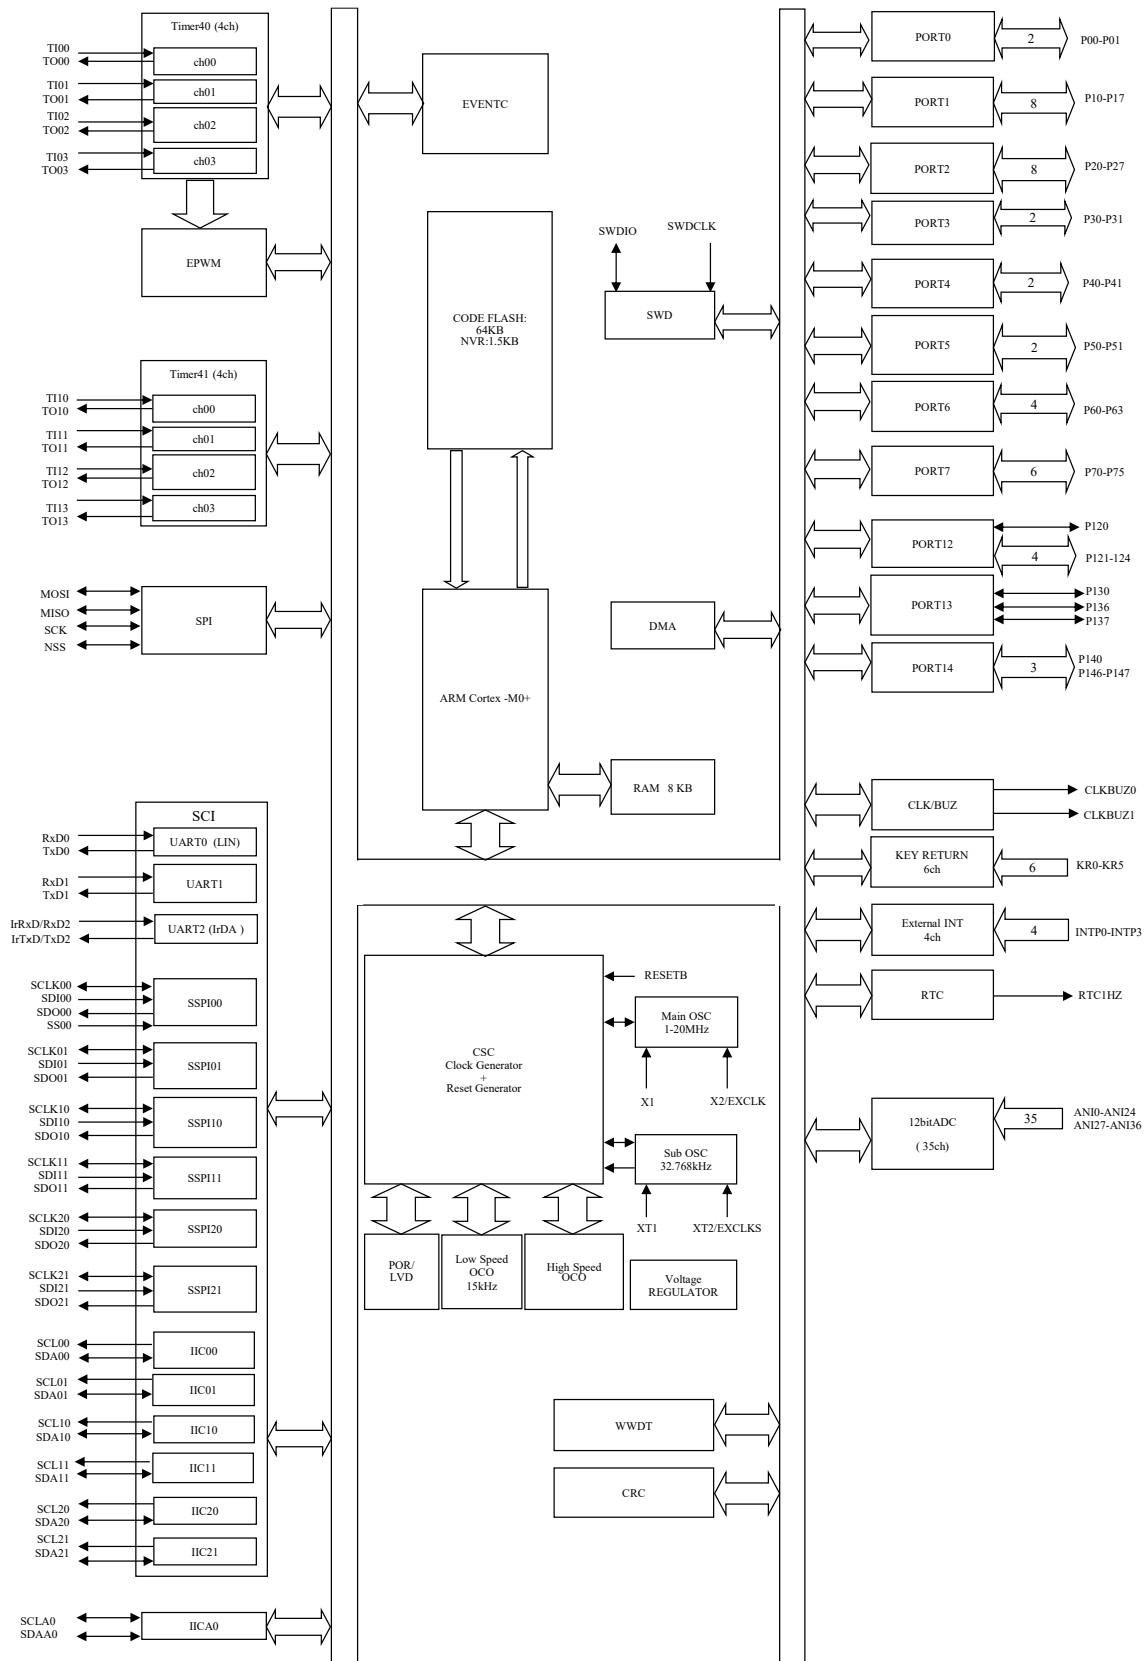 Timer40 (4ch)
TI00
TO00
ch00
TI01
TO01
ch01
TI02
TO02
ch02
TI03
TO03
ch03
EPWM
Timer41 (4ch)
TI10
TO10
ch00
TI11
TO11
ch01
TI12
TO12
ch02
TI13
TO13
ch03
MOSI
MISO
SCK
NSS
SPI
SCI
RxD0
TxD0
UART0 (LIN)
RxD1
TxD1
UART1
IrRxD/RxD2
IrTxD/TxD2
UART2 (IrDA )
SCLK00
SDI00
SDO00
SS00
SSPI00
SCLK01
SDI01
SDO01
SSPI01
SCLK10
SDI10
SDO10
SSPI10
SCLK11
SDI11
SDO11
SSPI11
SCLK20
SDI20
SDO20
SSPI20
SCLK21
SDI21
SDO21
SSPI21
SCL00
SDA00
IIC00
SCL01
SDA01
IIC01
SCL10
SDA10
IIC10
SCL11
SDA11
IIC11
SCL20
SDA20
IIC20
SCL21
SDA21
IIC21
SCLA0
SDAA0
IICA0
EVENTC
CODE FLASH:
64KB
NVR:1.5KB
SWDIO
SWDCLK
SWD
DMA
ARM Cortex -M0+
RAM 8 KB
CSC
Clock Generator
+
Reset Generator
RESETB
Main OSC
1-20MHz
X1
X2/EXCLK
Sub OSC
32.768kHz
XT1
XT2/EXCLKS
POR/
LVD
Low Speed
OCO
15kHz
High Speed
OCO
Voltage
REGULATOR
WWDT
CRC
PORT0
2
P00-P01
PORT1
8
P10-P17
PORT2
8
P20-P27
PORT3
2
P30-P31
PORT4
2
P40-P41
PORT5
2
P50-P51
PORT6
4
P60-P63
PORT7
6
P70-P75
PORT12
P120
4
P121-124
PORT13
P130
P136
P137
PORT14
3
P140
P146-P147
CLK/BUZ
CLKBUZ0
CLKBUZ1
KEY RETURN
6ch
6
KR0-KR5
External INT
4ch
4
INTP0-INTP3
RTC
RTC1HZ
12bitADC
( 35ch)
35
ANI0-ANI24
ANI27-ANI36